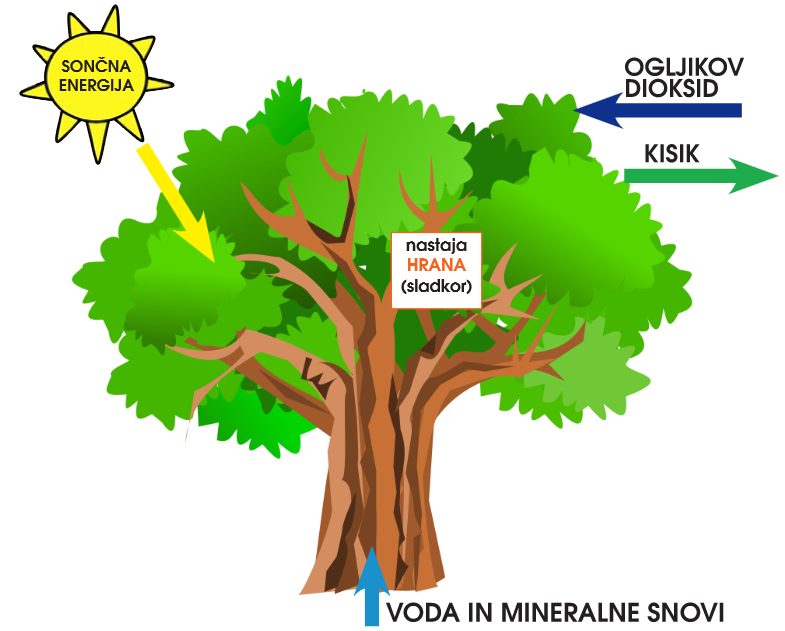 SONČNA
ENERGIJA
OGLJIKOV
DIOKSID
KISIK
nastaja
HRANA
(sladkor)
VODA IN MINERALNE SNOVI